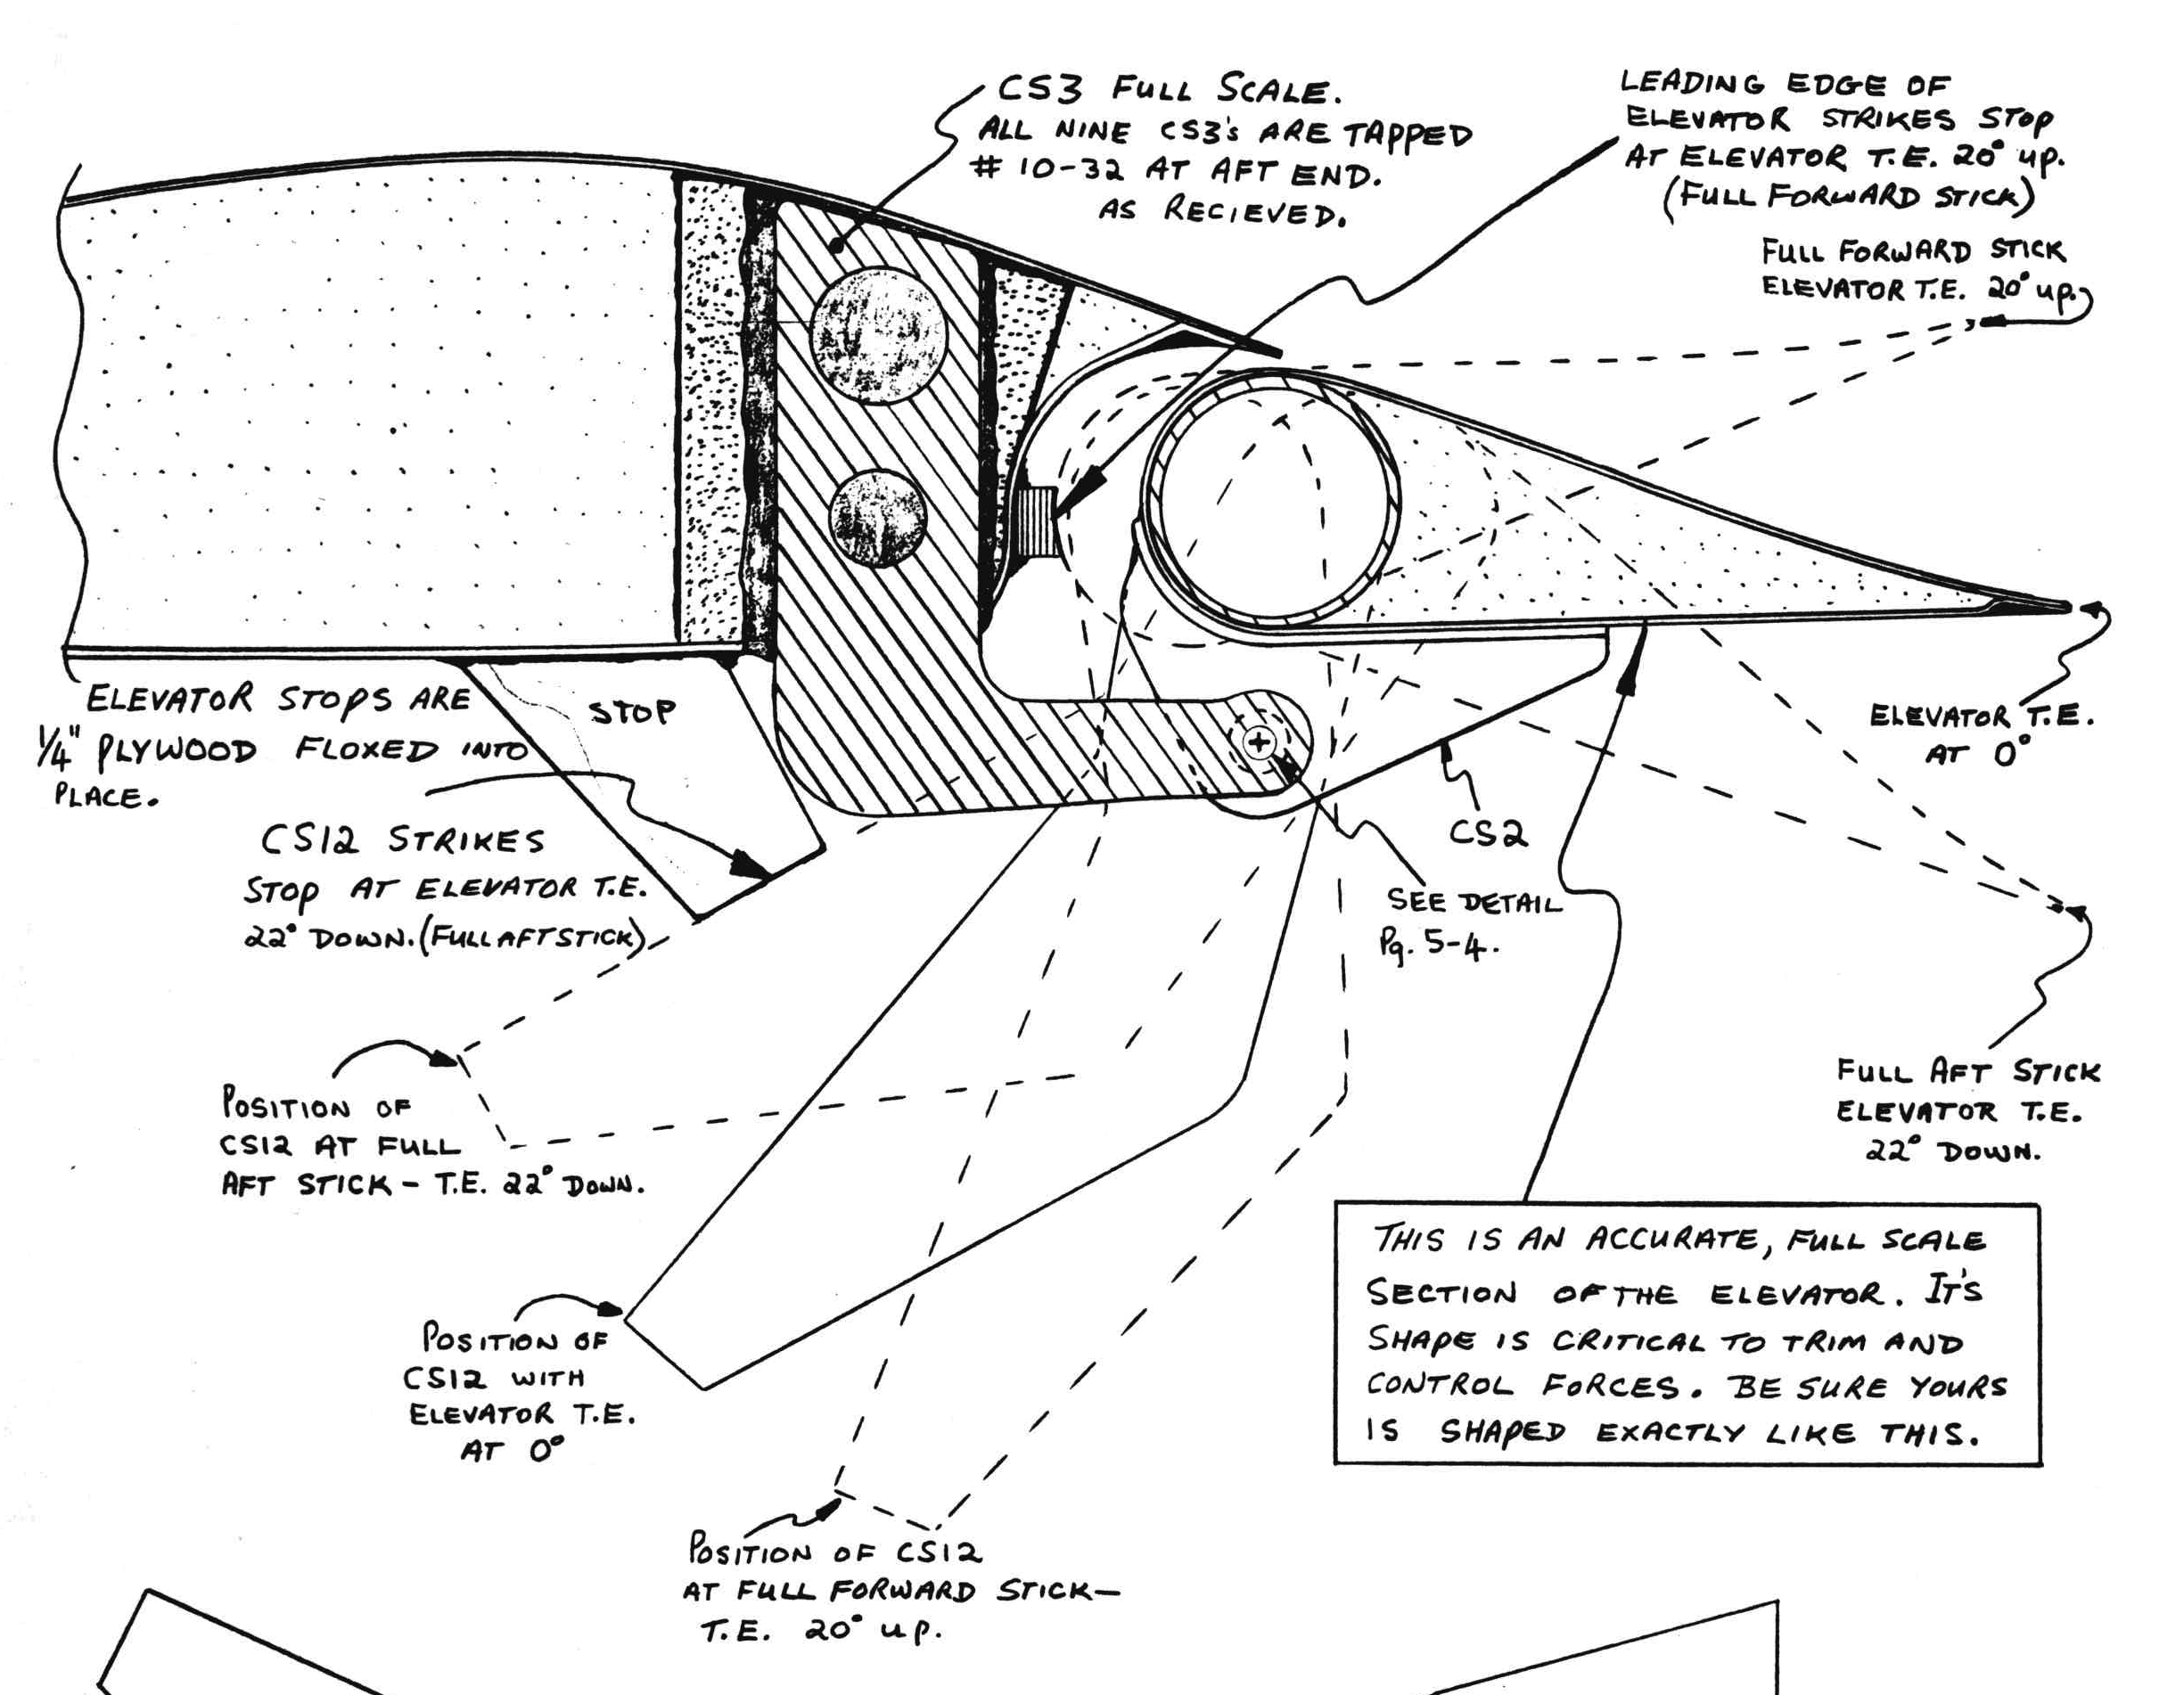 CS3 FULL SCALE.
ALL NINE CS3's ARE TAPPED
# 10-32 AT AFT END.
AS RECIEVED.
LEADING EDGE OF
ELEVATOR STRIKES STOP
AT ELEVATOR T.E. 20° UP.
(FULL FORWARD STICK)
FULL FORWARD STICK
ELEVATOR T.E. 20° UP.
ELEVATOR STOPS ARE
1/4" PLYWOOD FLOXED INTO
PLACE.
STOP
CS12 STRIKES
STOP AT ELEVATOR T.E.
22° DOWN. (FULL AFT STICK)
ELEVATOR T.E.
AT 0°
CS2
SEE DETAIL
Pg. 5-4.
POSITION OF
CS12 AT FULL
AFT STICK - T.E. 22° DOWN.
FULL AFT STICK
ELEVATOR T.E.
22° DOWN.
POSITION OF
CS12 WITH
ELEVATOR T.E.
AT 0°
THIS IS AN ACCURATE, FULL SCALE
SECTION OF THE ELEVATOR. IT'S
SHAPE IS CRITICAL TO TRIM AND
CONTROL FORCES. BE SURE YOURS
IS SHAPED EXACTLY LIKE THIS.
POSITION OF CS12
AT FULL FORWARD STICK—
T.E. 20° UP.